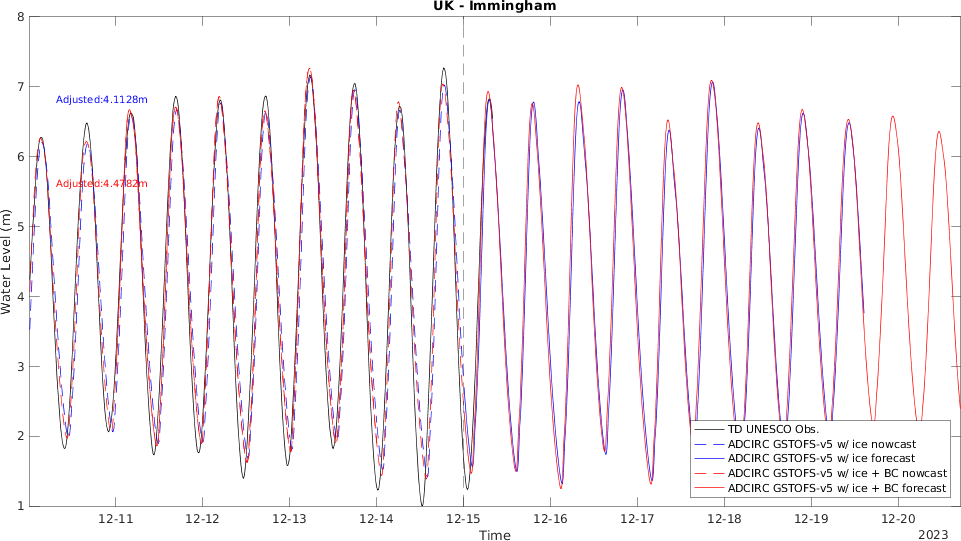 UK - Immingham
8
7
6
5
4
3
2
1
Water Level (m)
Adjusted:4.1128m
Adjusted:4.4782m
TD UNESCO Obs.
ADCIRC GSTOFS-v5 w/ ice nowcast
ADCIRC GSTOFS-v5 w/ ice forecast
ADCIRC GSTOFS-v5 w/ ice + BC nowcast
ADCIRC GSTOFS-v5 w/ ice + BC forecast
12-11 12-12 12-13 12-14 12-15 12-16 12-17 12-18 12-19 12-20
Time
2023